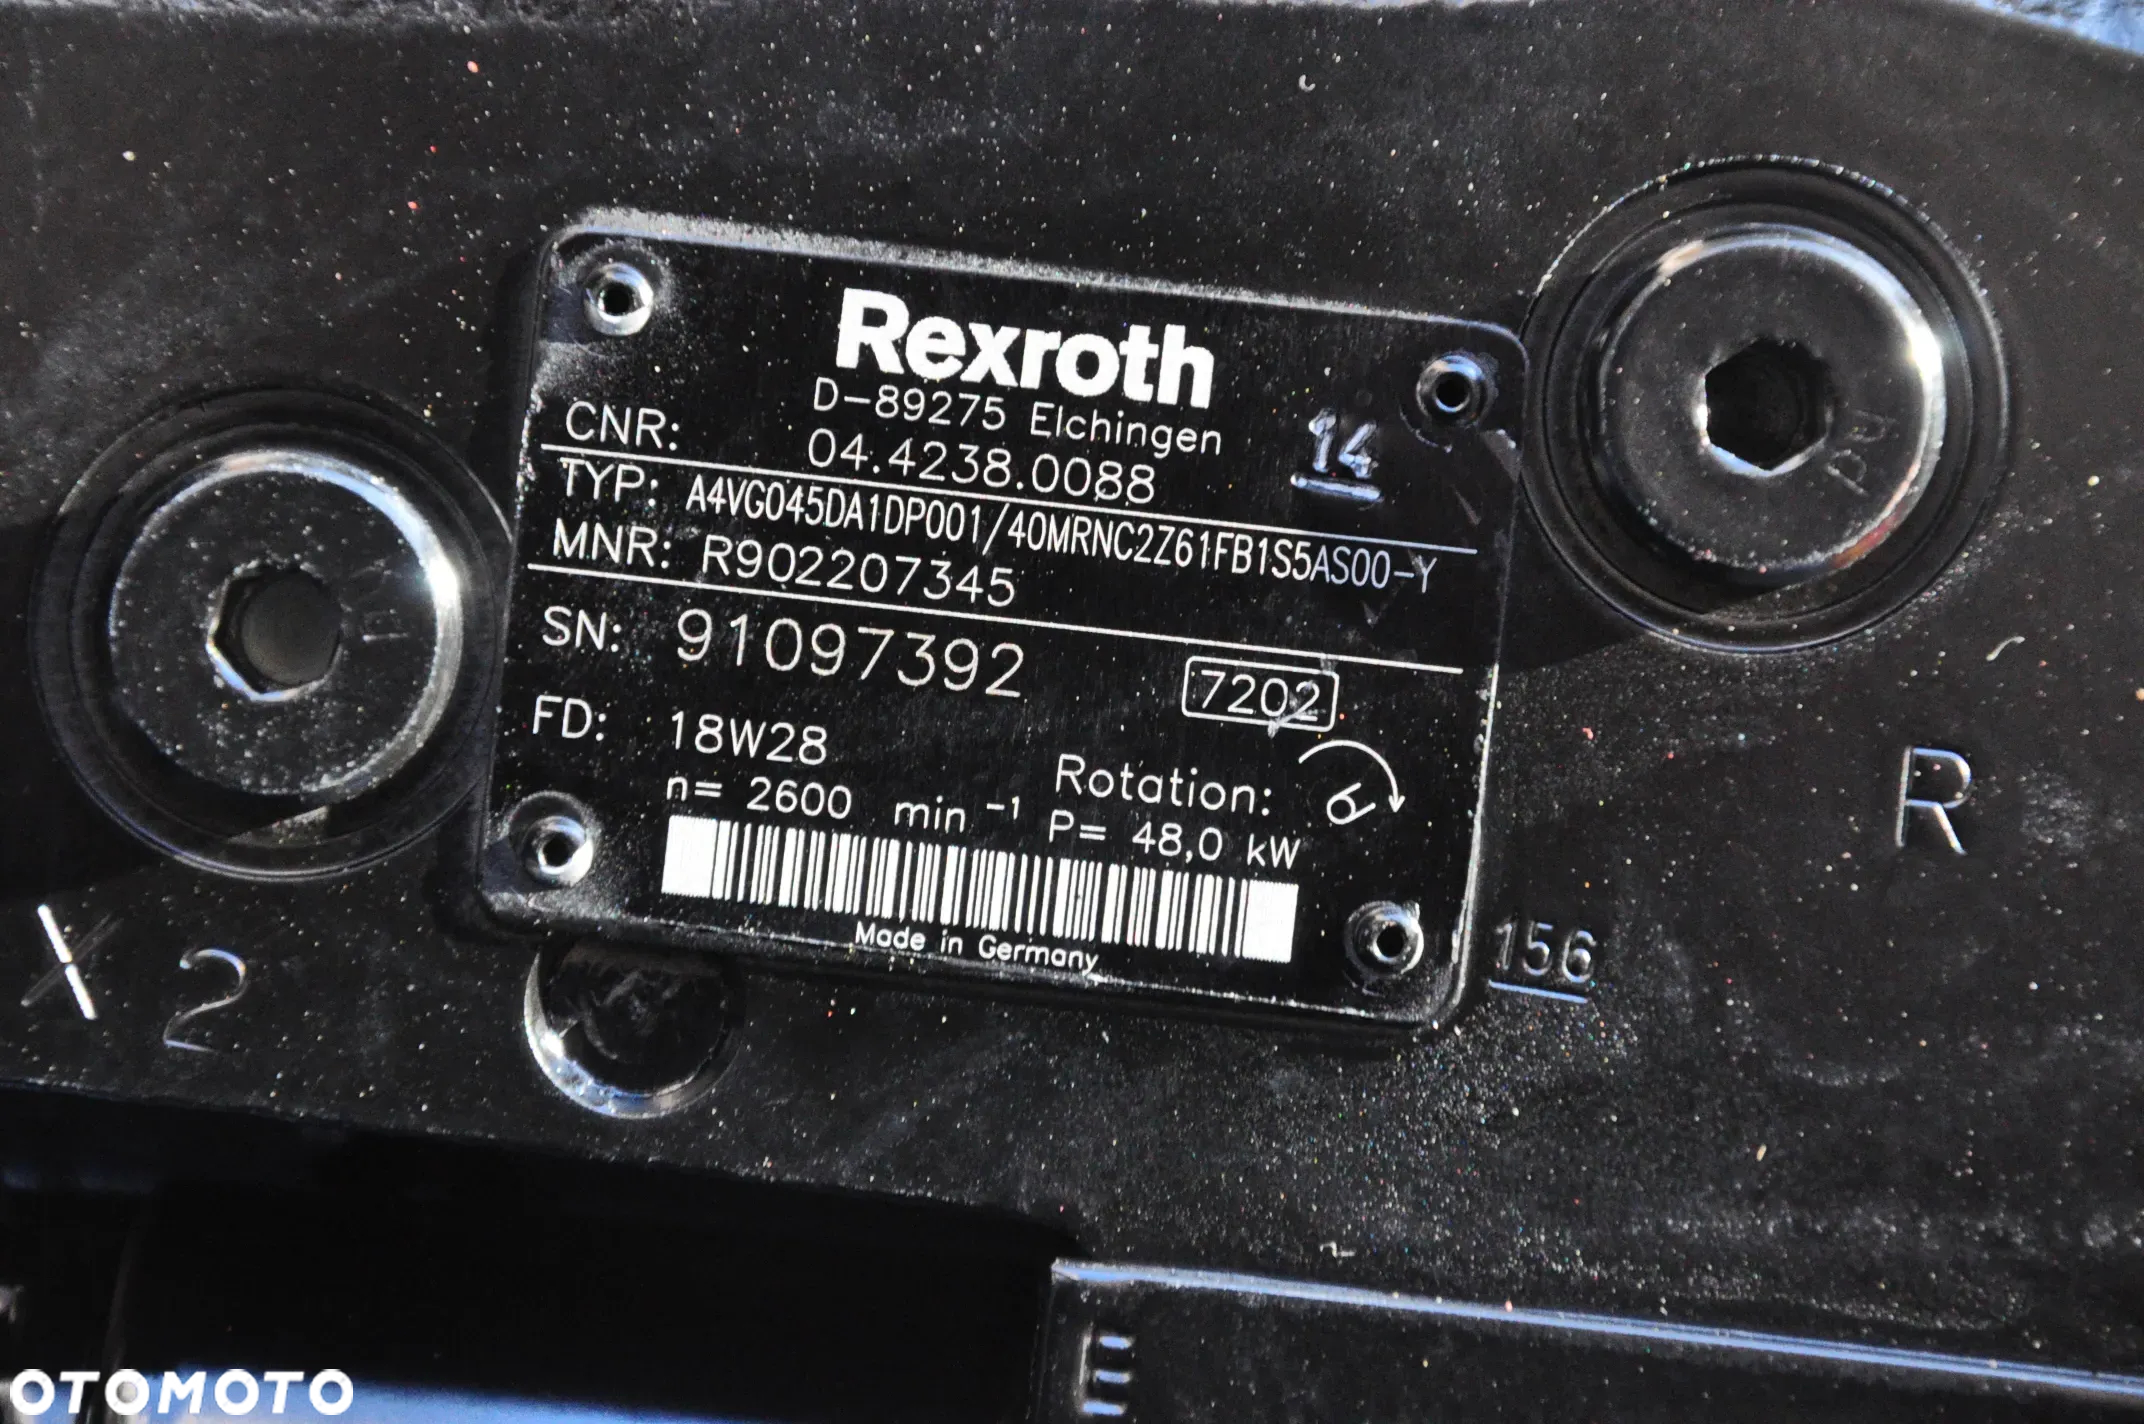 Rexroth
D-89275 Elchingen
CNR: 04.4238.0088
14
TYP: A4VG045DA1DP001/40MRNC2Z61FB1S5AS00-Y
MNR: R902207345
SN: 91097392
7202
FD: 18W28
Rotation:
n= 2600 min⁻¹ P= 48,0 kW
Made in Germany
R
156
X2
E
OTOMOTO